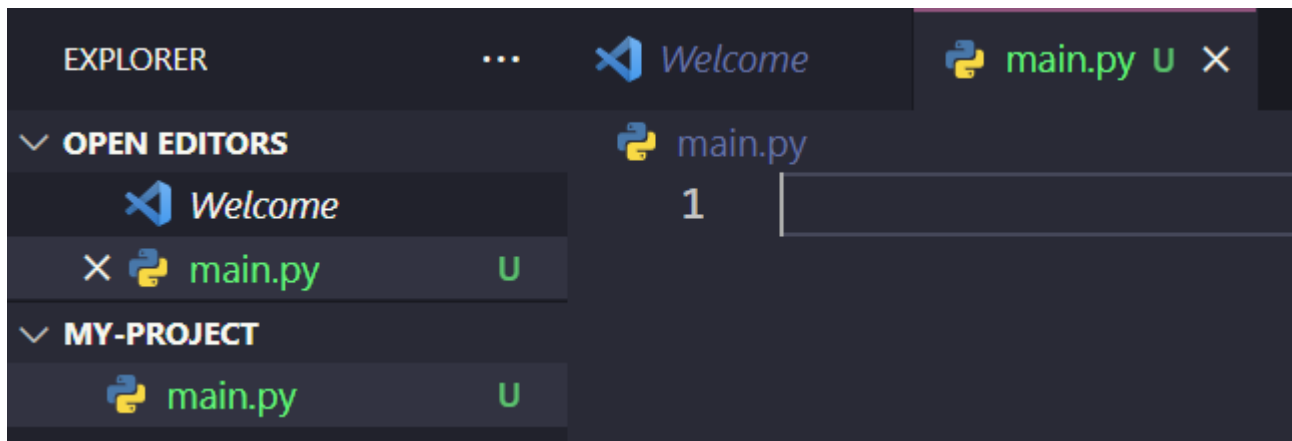 EXPLORER ...
Welcome
main.py U
OPEN EDITORS
Welcome
main.py U
MY-PROJECT
main.py U
main.py
1